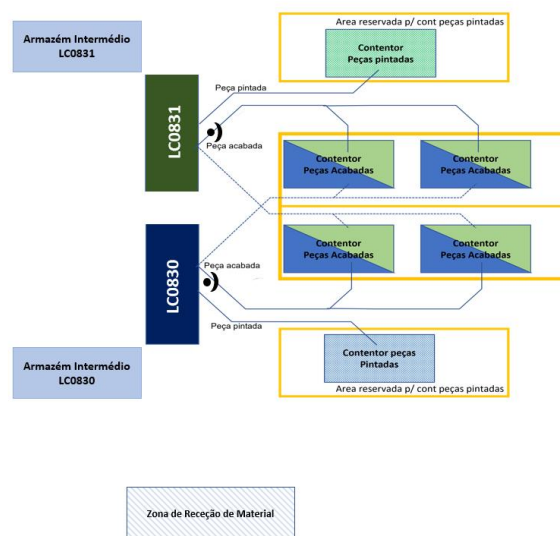 Area reservada p/ cont peças pintadas
Armazém Intermédio
LC0831
Contentor
Peças pintadas
Peça pintada
LC0831
Peça acabada
Contentor
Peças Acabadas
Contentor
Peças Acabadas
Contentor
Peças Acabadas
Contentor
Peças Acabadas
LC0830
Peça acabada
Peça pintada
Armazém Intermédio
LC0830
Contentor peças
Pintadas
Area reservada p/ cont peças pintadas
Zona de Receção de Material